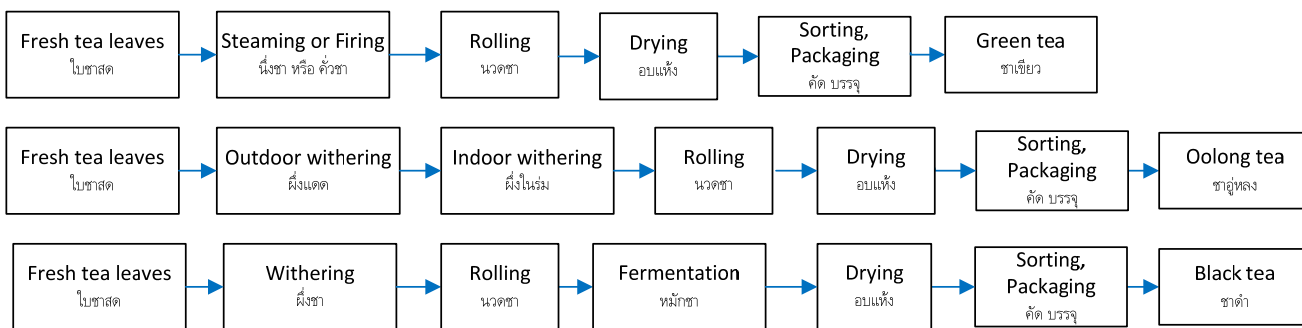 Fresh tea leaves
ใบชาสด
Steaming or Firing
นึ่งชา หรือ คั่วชา
Rolling
นวดชา
Drying
อบแห้ง
Sorting,
Packaging
คัด บรรจุ
Green tea
ชาเขียว
Fresh tea leaves
ใบชาสด
Outdoor withering
ผึ่งแดด
Indoor withering
ผึ่งในร่ม
Rolling
นวดชา
Drying
อบแห้ง
Sorting,
Packaging
คัด บรรจุ
Oolong tea
ชาอู่หลง
Fresh tea leaves
ใบชาสด
Withering
ผึ่งชา
Rolling
นวดชา
Fermentation
หมักชา
Drying
อบแห้ง
Sorting,
Packaging
คัด บรรจุ
Black tea
ชาดำ